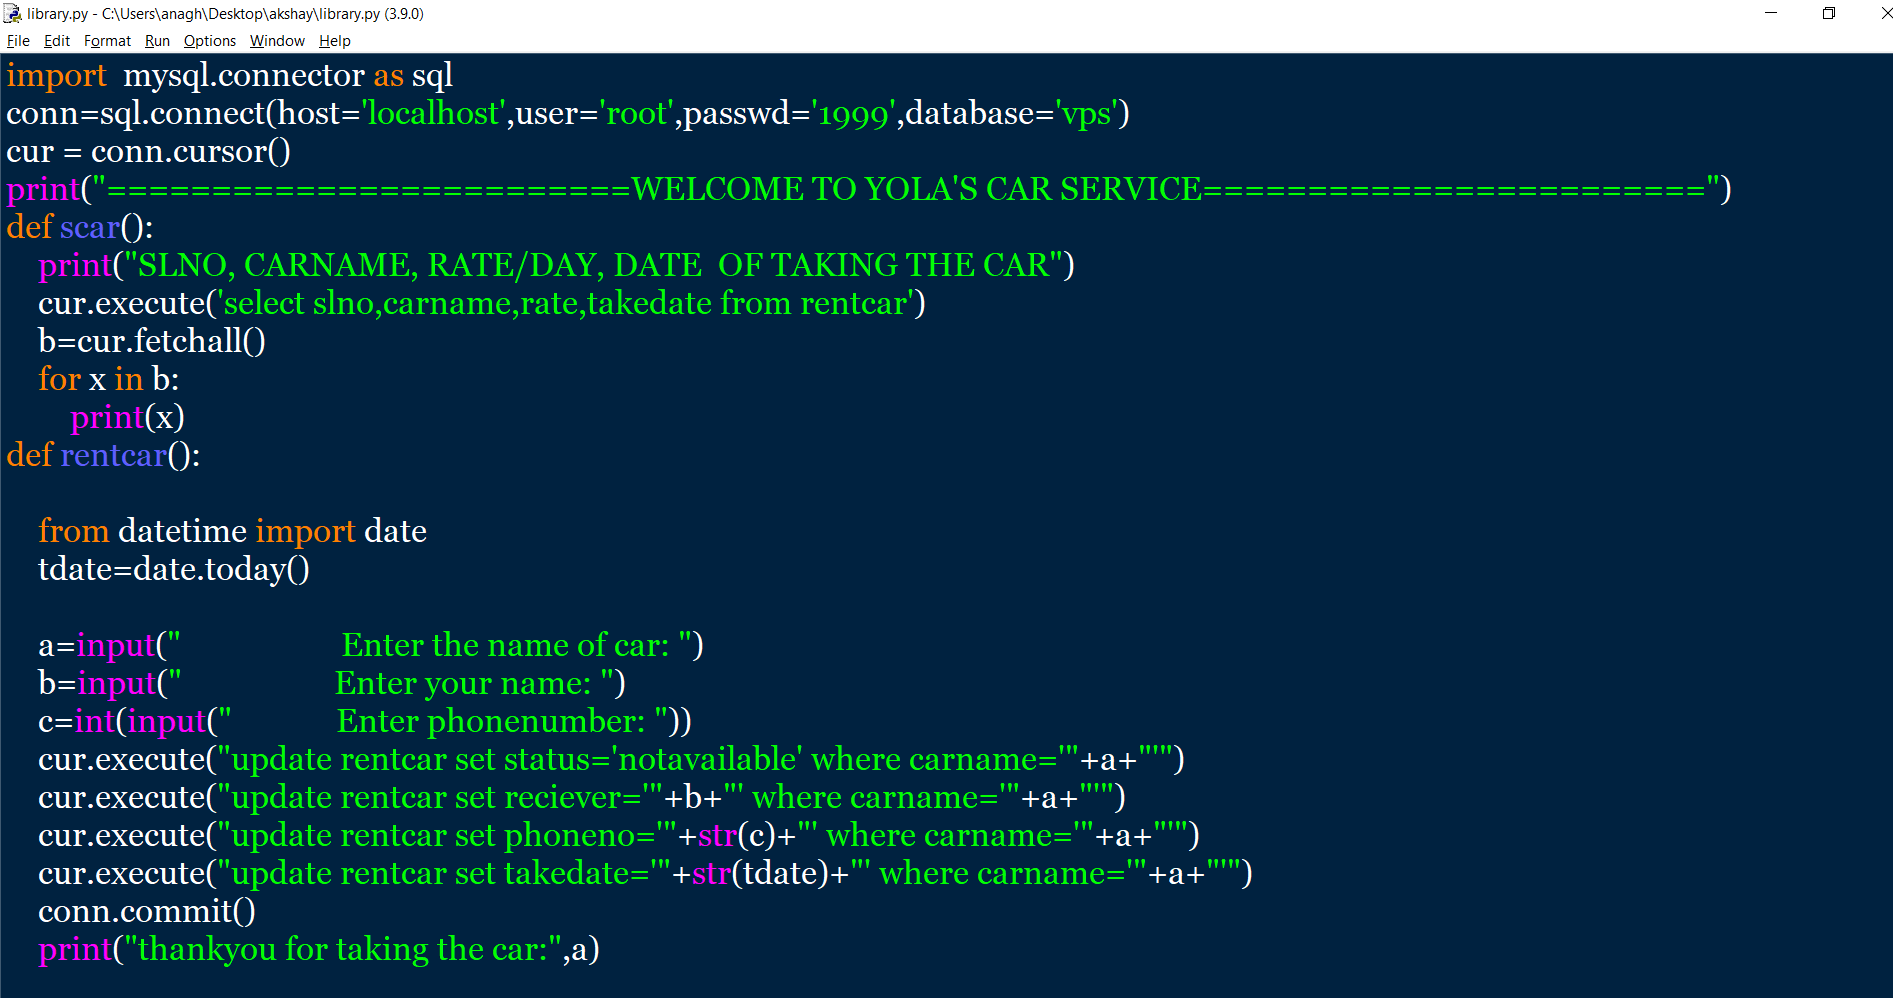 library.py - C:\Users\anagh\Desktop\akshay\library.py (3.9.0)
File Edit Format Run Options Window Help
import  mysql.connector as sql
conn=sql.connect(host='localhost',user='root',passwd='1999',database='vps')
cur = conn.cursor()
print("=========================WELCOME TO YOLA'S CAR SERVICE========================")
def scar():
    print("SLNO, CARNAME, RATE/DAY, DATE  OF TAKING THE CAR")
    cur.execute('select slno,carname,rate,takedate from rentcar')
    b=cur.fetchall()
    for x in b:
        print(x)
def rentcar():
    from datetime import date
    tdate=date.today()
    a=input("                    Enter the name of car: ")
    b=input("                   Enter your name: ")
    c=int(input("             Enter phonenumber: "))
    cur.execute("update rentcar set status='notavailable' where carname='"+a+"'")
    cur.execute("update rentcar set reciever='"+b+"' where carname='"+a+"'")
    cur.execute("update rentcar set phoneno='"+str(c)+"' where carname='"+a+"'")
    cur.execute("update rentcar set takedate='"+str(tdate)+"' where carname='"+a+"'")
    conn.commit()
    print("thankyou for taking the car:",a)